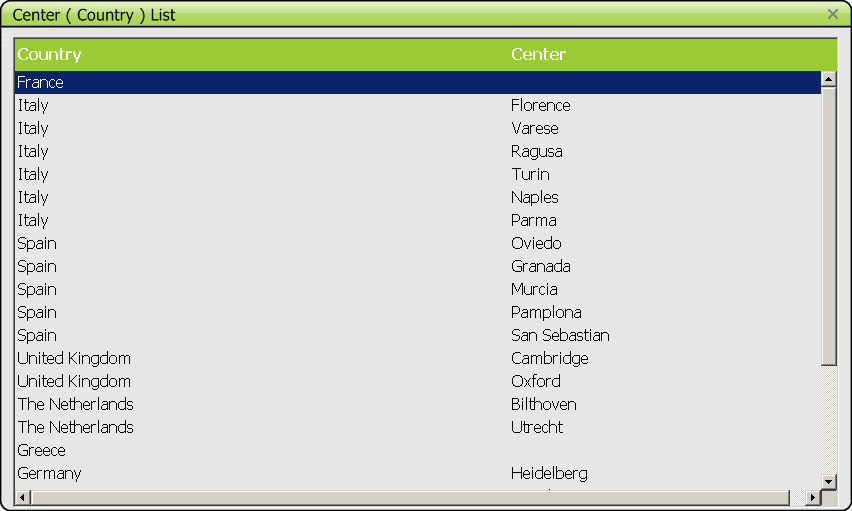 Center ( Country ) List
Country Center
France
Italy Florence
Italy Varese
Italy Ragusa
Italy Turin
Italy Naples
Italy Parma
Spain Oviedo
Spain Granada
Spain Murcia
Spain Pamplona
Spain San Sebastian
United Kingdom Cambridge
United Kingdom Oxford
The Netherlands Bilthoven
The Netherlands Utrecht
Greece
Germany Heidelberg